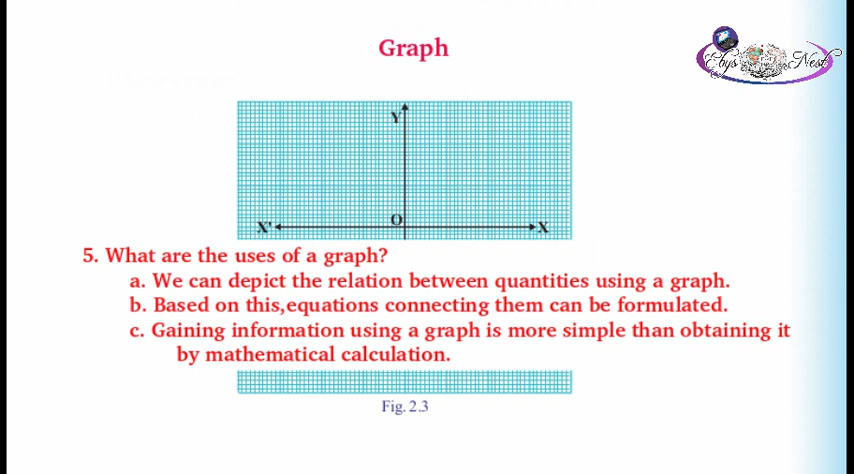 Graph
Ebys Nest
Y
O
X'
X
5. What are the uses of a graph?
a. We can depict the relation between quantities using a graph.
b. Based on this,equations connecting them can be formulated.
c. Gaining information using a graph is more simple than obtaining it
by mathematical calculation.
Fig. 2.3